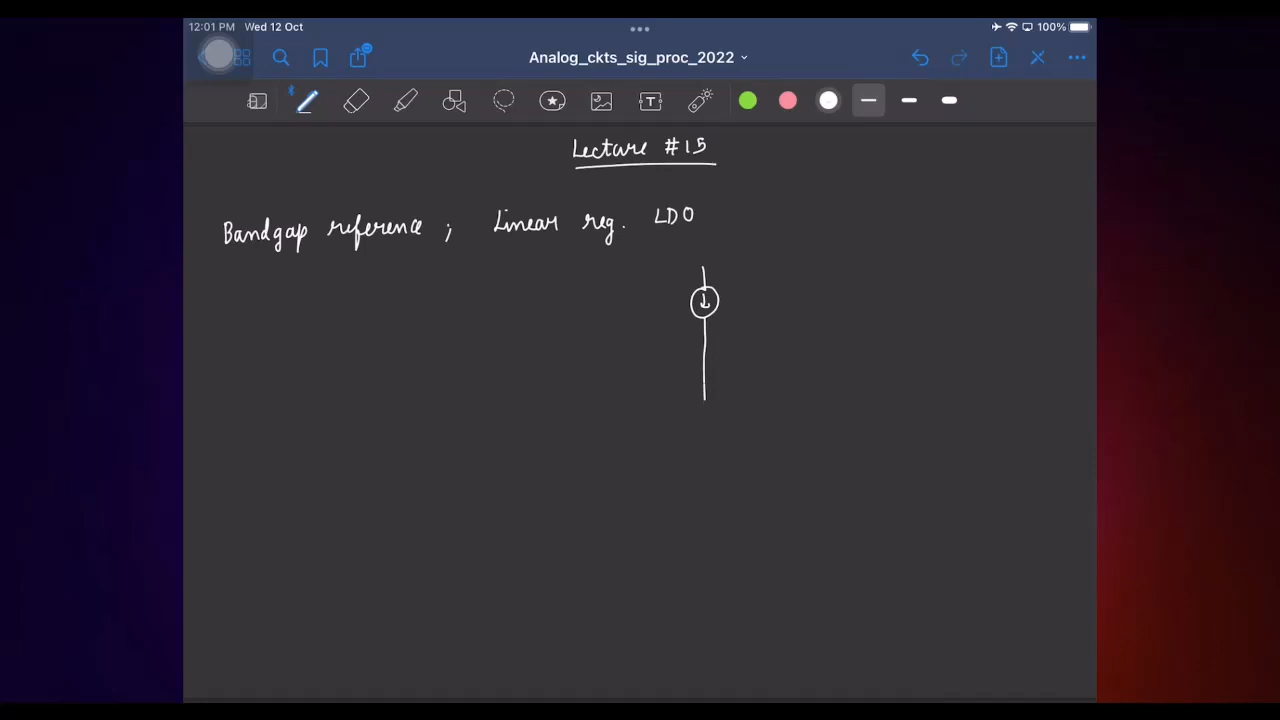 12:01 PM Wed 12 Oct
100%
Analog_ckts_sig_proc_2022
Lecture #15
Bandgap reference ; Linear reg. LDO